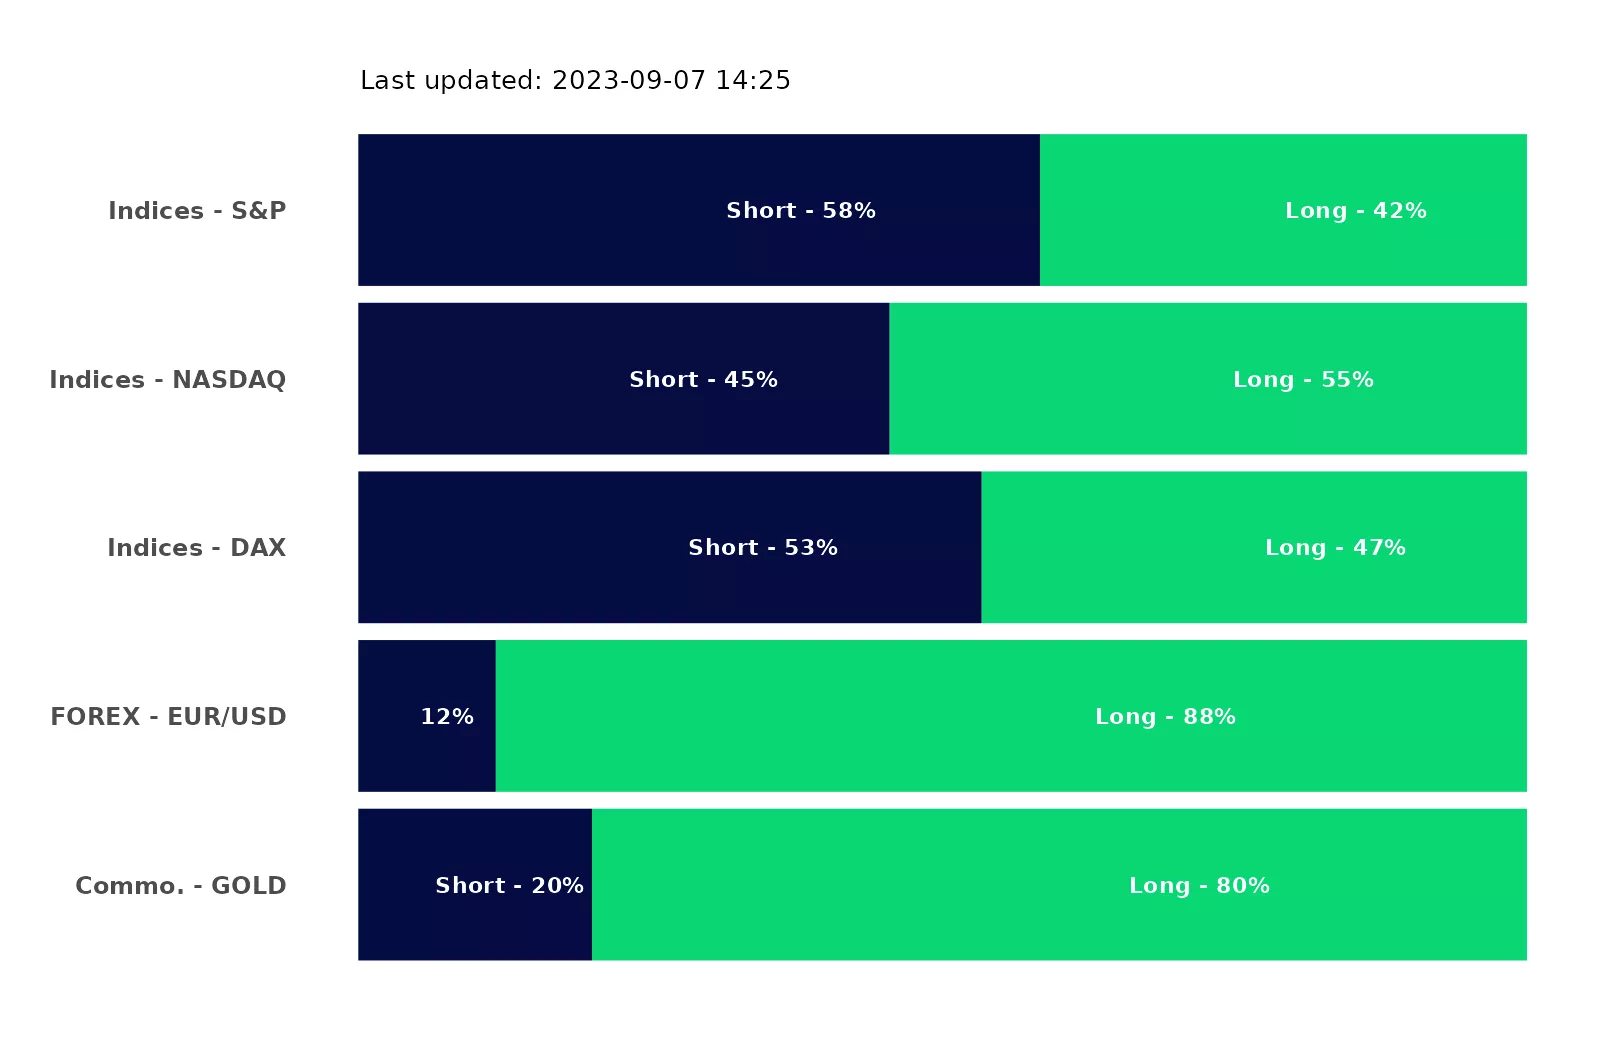 Last updated: 2023-09-07 14:25
Indices - S&P Short - 58% Long - 42%
Indices - NASDAQ Short - 45% Long - 55%
Indices - DAX Short - 53% Long - 47%
FOREX - EUR/USD 12% Long - 88%
Commo. - GOLD Short - 20% Long - 80%